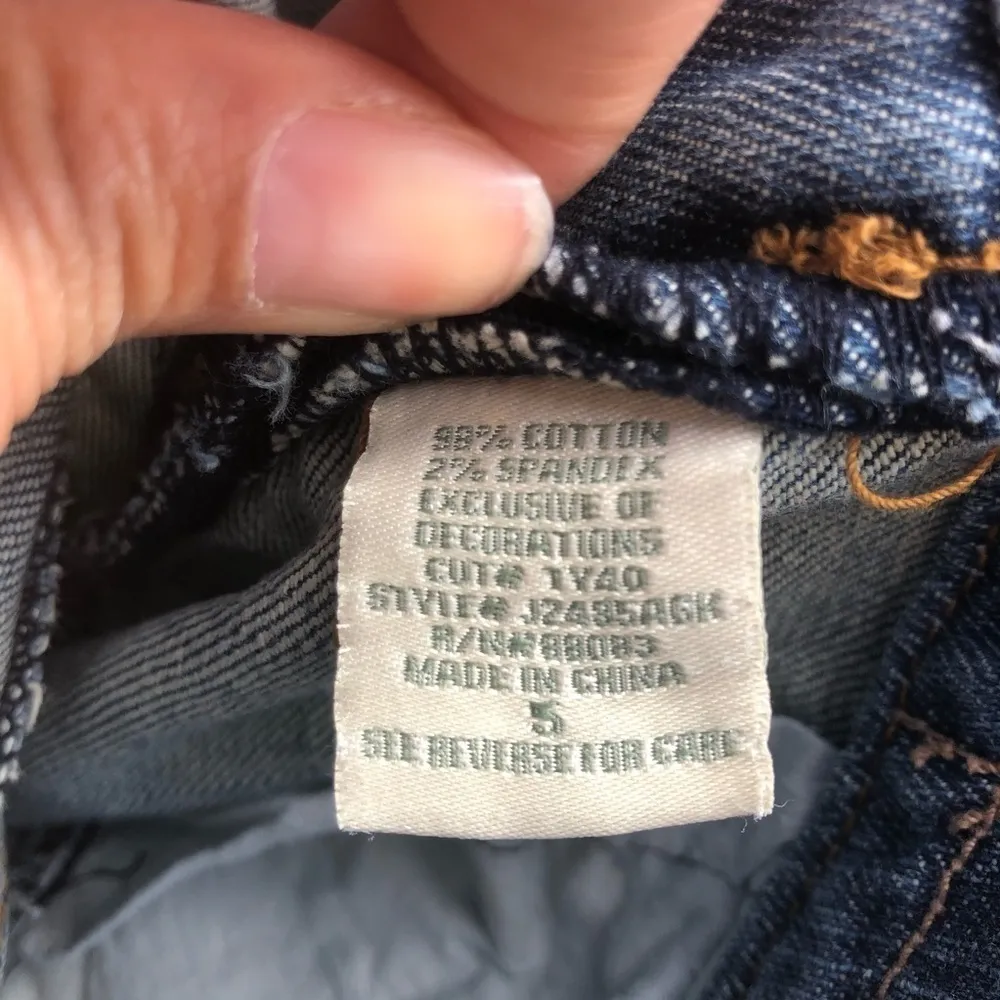 98% COTTON
2% SPANDEX
EXCLUSIVE OF
DECORATIONS
CUT# 1Y40
STYLE# J2485AGK
R/N#88083
MADE IN CHINA
5
SEE REVERSE FOR CARE